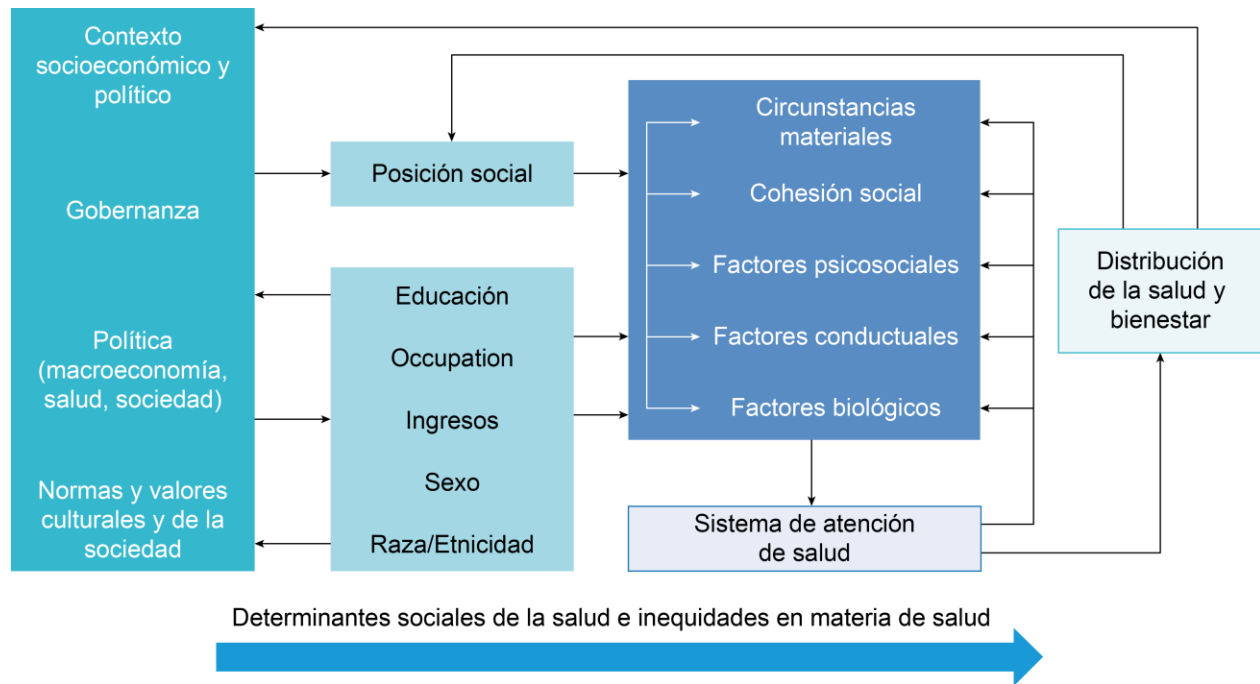 Contexto
socioeconómico y
político
Gobernanza
Política
(macroeconomía,
salud, sociedad)
Normas y valores
culturales y de la
sociedad
Posición social
Educación
Occupation
Ingresos
Sexo
Raza/Etnicidad
Circunstancias
materiales
Cohesión social
Factores psicosociales
Factores conductuales
Factores biológicos
Sistema de atención
de salud
Distribución
de la salud y
bienestar
Determinantes sociales de la salud e inequidades en materia de salud